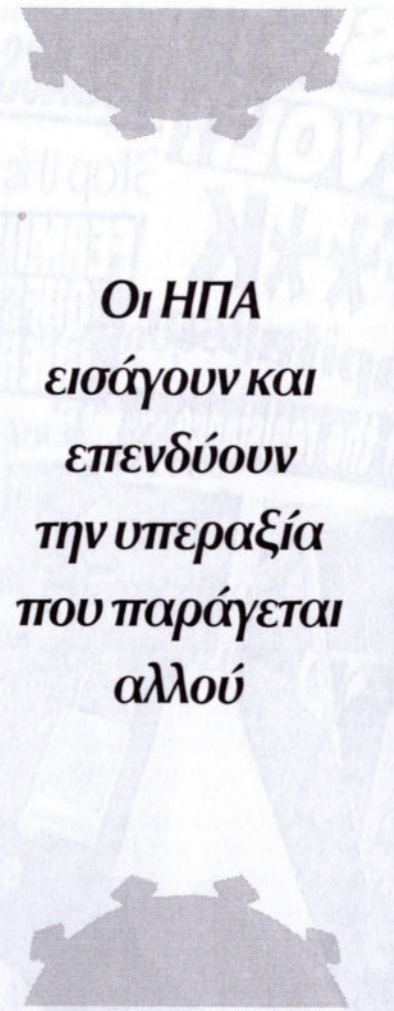 Οι ΗΠΑ
εισάγουν και
επενδύουν
την υπεραξία
που παράγεται
αλλού